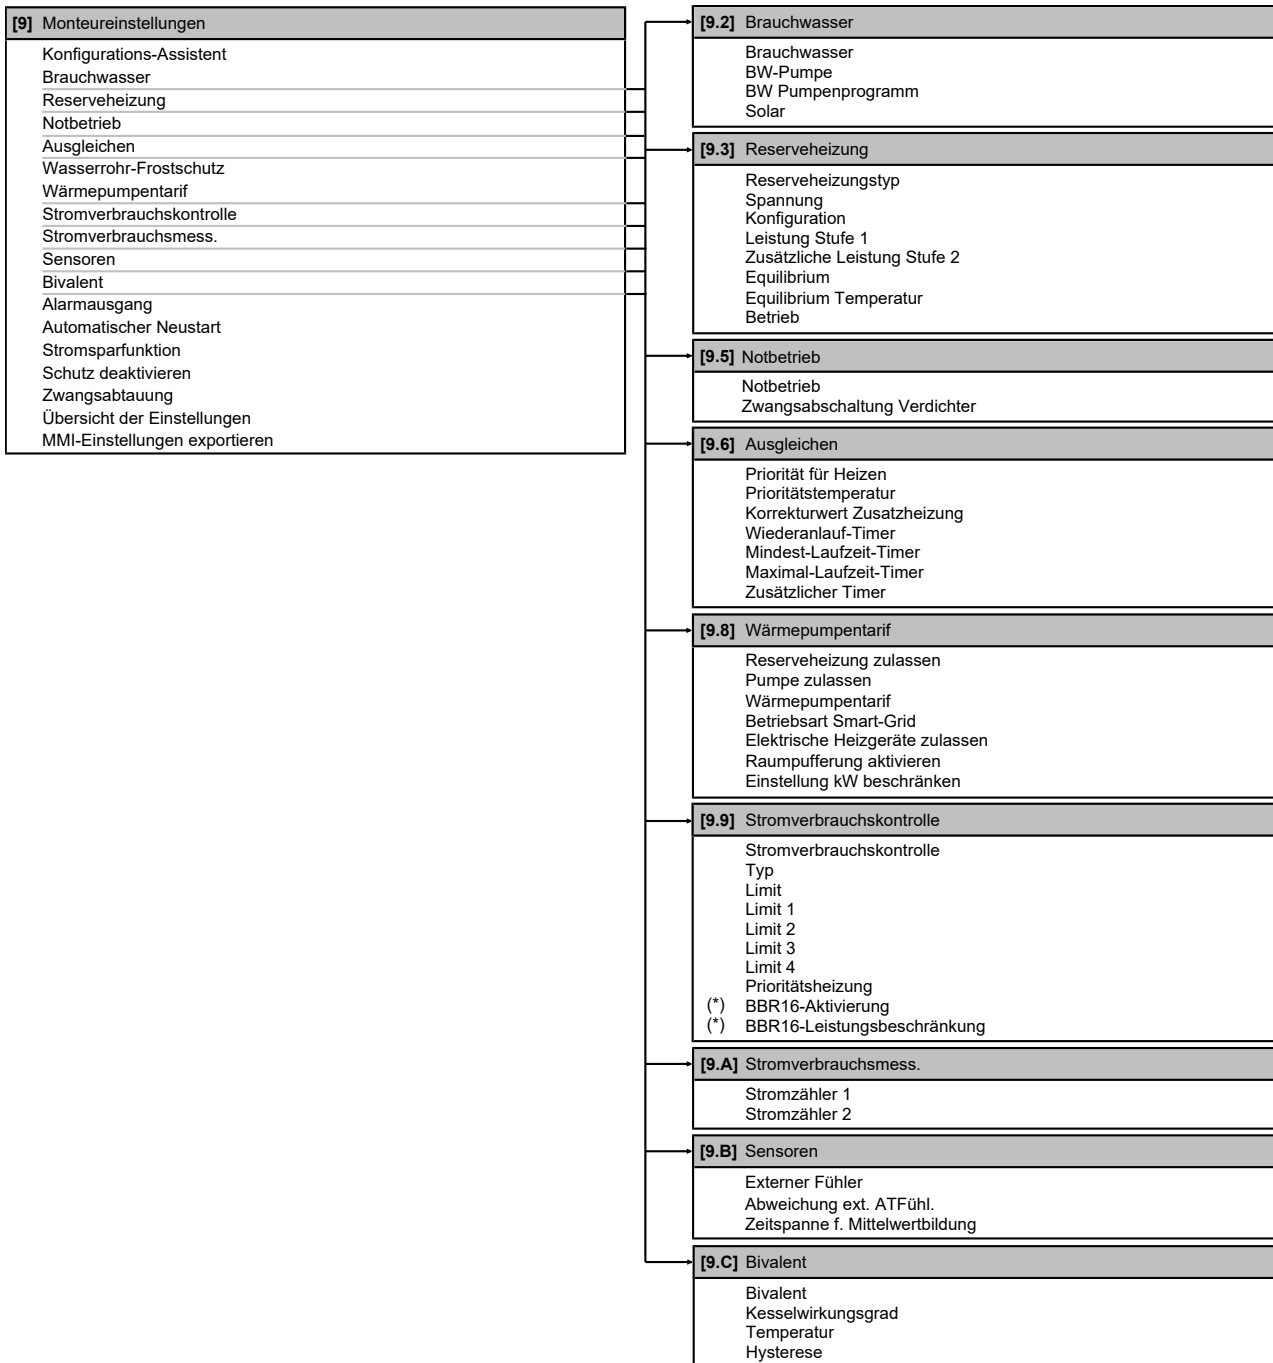 [9] Monteureinstellungen
Konfigurations-Assistent
Brauchwasser
Reserveheizung
Notbetrieb
Ausgleichen
Wasserrohr-Frostschutz
Wärmepumpentarif
Stromverbrauchskontrolle
Stromverbrauchsmess.
Sensoren
Bivalent
Alarmausgang
Automatischer Neustart
Stromsparfunktion
Schutz deaktivieren
Zwangsabtauung
Übersicht der Einstellungen
MMI-Einstellungen exportieren
[9.2] Brauchwasser
Brauchwasser
BW-Pumpe
BW Pumpenprogramm
Solar
[9.3] Reserveheizung
Reserveheizungstyp
Spannung
Konfiguration
Leistung Stufe 1
Zusätzliche Leistung Stufe 2
Equilibrium
Equilibrium Temperatur
Betrieb
[9.5] Notbetrieb
Notbetrieb
Zwangsabschaltung Verdichter
[9.6] Ausgleichen
Priorität für Heizen
Prioritätstemperatur
Korrekturwert Zusatzheizung
Wiederanlauf-Timer
Mindest-Laufzeit-Timer
Maximal-Laufzeit-Timer
Zusätzlicher Timer
[9.8] Wärmepumpentarif
Reserveheizung zulassen
Pumpe zulassen
Wärmepumpentarif
Betriebsart Smart-Grid
Elektrische Heizgeräte zulassen
Raumpufferung aktivieren
Einstellung kW beschränken
[9.9] Stromverbrauchskontrolle
Stromverbrauchskontrolle
Typ
Limit
Limit 1
Limit 2
Limit 3
Limit 4
Prioritätsheizung
(*) BBR16-Aktivierung
(*) BBR16-Leistungsbeschränkung
[9.A] Stromverbrauchsmess.
Stromzähler 1
Stromzähler 2
[9.B] Sensoren
Externer Fühler
Abweichung ext. ATFühl.
Zeitspanne f. Mittelwertbildung
[9.C] Bivalent
Bivalent
Kesselwirkungsgrad
Temperatur
Hysterese